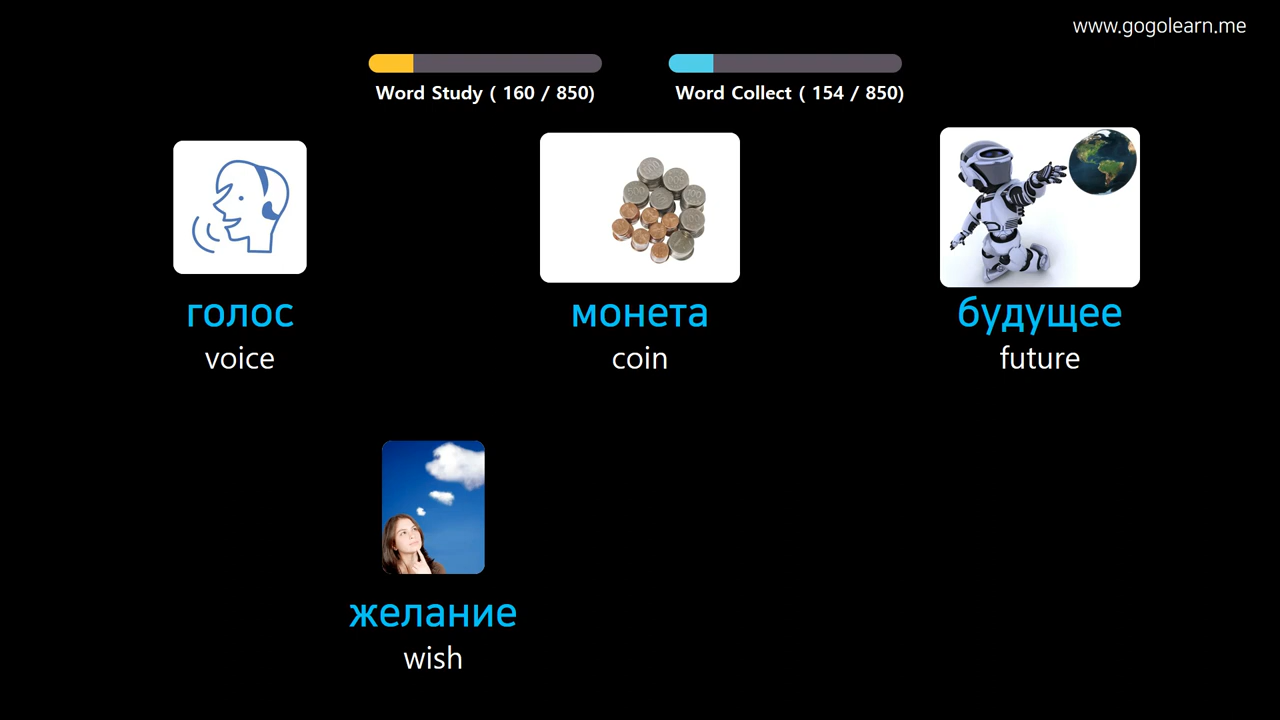 www.gogolearn.me
Word Study ( 160 / 850)
Word Collect ( 154 / 850)
голос
монета
будущее
voice
coin
future
желание
wish